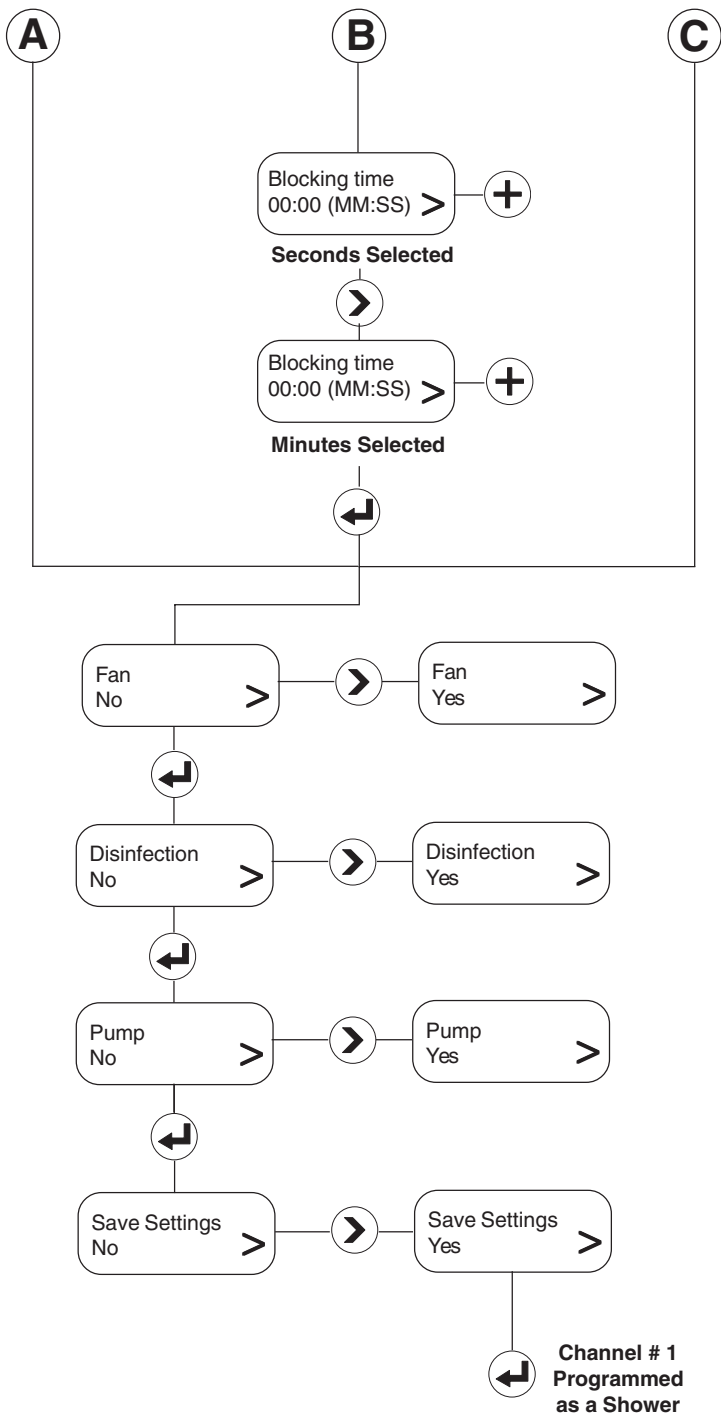 A
B
C
Blocking time
00:00 (MM:SS) >
Seconds Selected
Blocking time
00:00 (MM:SS) >
Minutes Selected
Fan
No >
Fan
Yes >
Disinfection
No >
Disinfection
Yes >
Pump
No >
Pump
Yes >
Save Settings
No >
Save Settings
Yes >
Channel # 1
Programmed
as a Shower